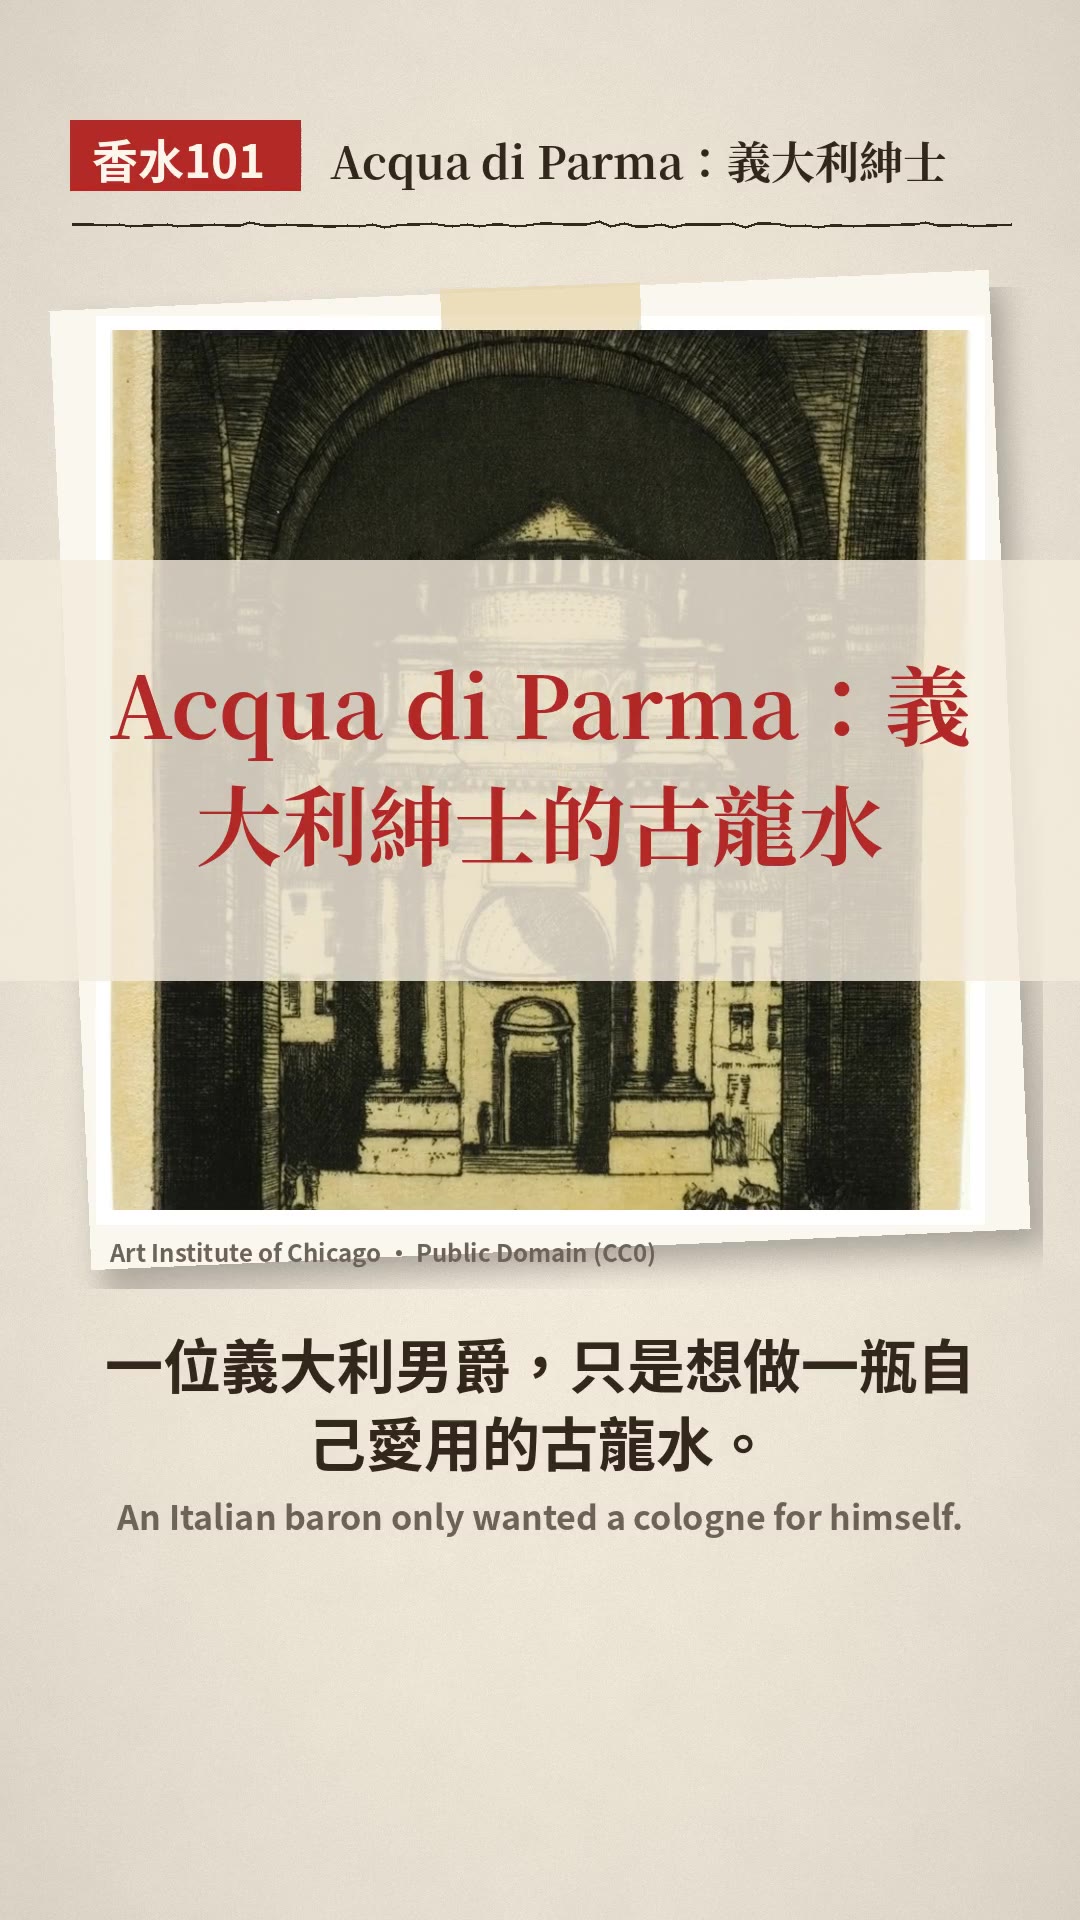 香水101
Acqua di Parma：義大利紳士
Acqua di Parma：義
大利紳士的古龍水
Art Institute of Chicago • Public Domain (CC0)
一位義大利男爵，只是想做一瓶自
己愛用的古龍水。
An Italian baron only wanted a cologne for himself.